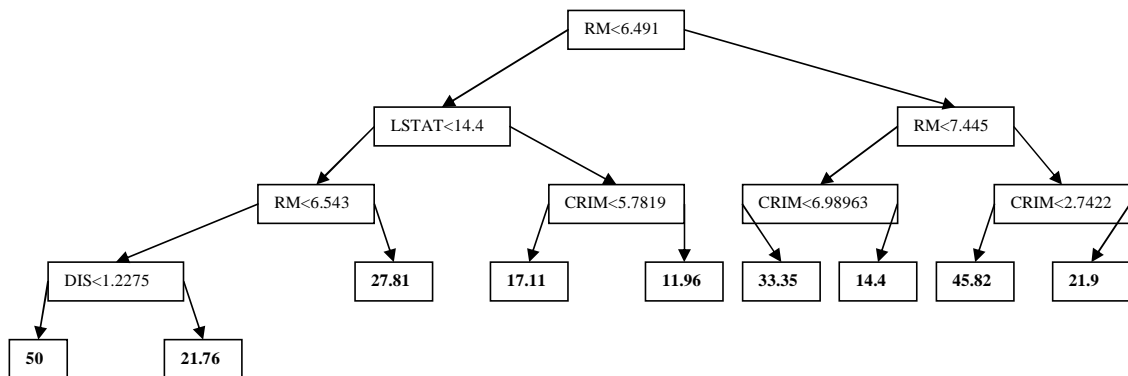 RM<6.491
LSTAT<14.4
RM<7.445
RM<6.543
CRIM<5.7819
CRIM<6.98963
CRIM<2.7422
DIS<1.2275
27.81
17.11
11.96
33.35
14.4
45.82
21.9
50
21.76